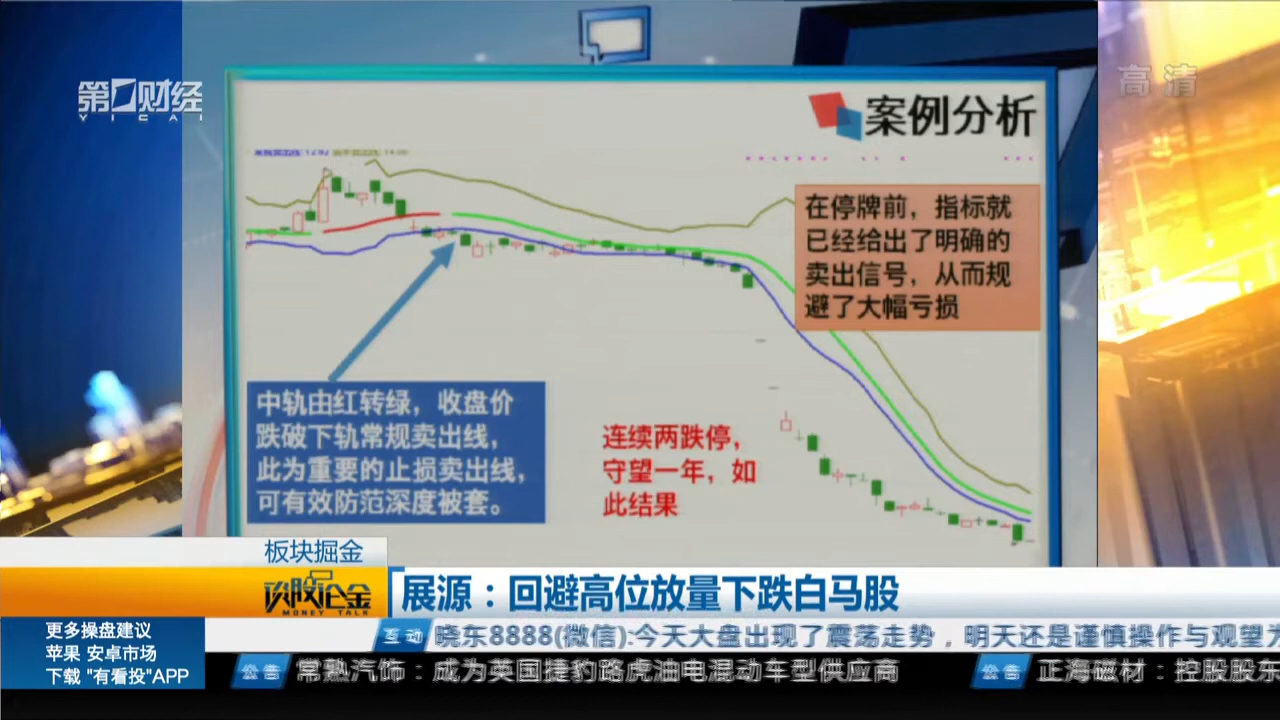 第一财经
YICAI
高清
案例分析
在停牌前，指标就
已经给出了明确的
卖出信号，从而规
避了大幅亏损
中轨由红转绿，收盘价
跌破下轨常规卖出线，
此为重要的止损卖出线，
可有效防范深度被套。
连续两跌停，
守望一年，如
此结果
板块掘金
谈股论金
MONEY TALK
展源：回避高位放量下跌白马股
更多操盘建议
苹果 安卓市场
下载 "有看投"APP
互动 晓东8888(微信):今天大盘出现了震荡走势，明天还是谨慎操作与观望为
公告 常熟汽饰：成为英国捷豹路虎油电混动车型供应商
公告 正海磁材：控股股东